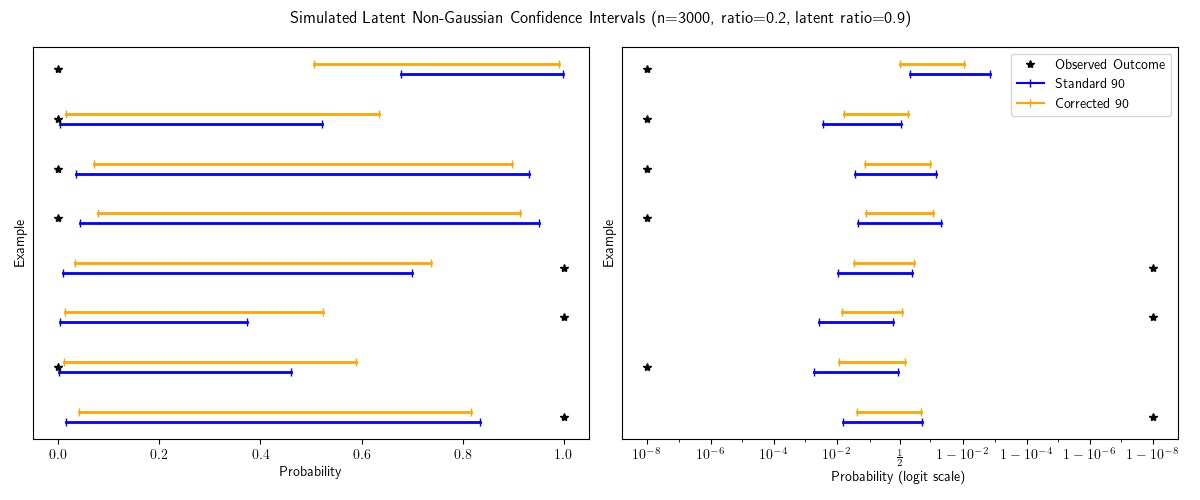 Simulated Latent Non-Gaussian Confidence Intervals (n=3000, ratio=0.2, latent ratio=0.9)
Example
0.0 0.2 0.4 0.6 0.8 1.0
Probability
Example
Observed Outcome
Standard 90
Corrected 90
10^{-8} 10^{-6} 10^{-4} 10^{-2} \frac{1}{2} 1-10^{-2} 1-10^{-4} 1-10^{-6} 1-10^{-8}
Probability (logit scale)